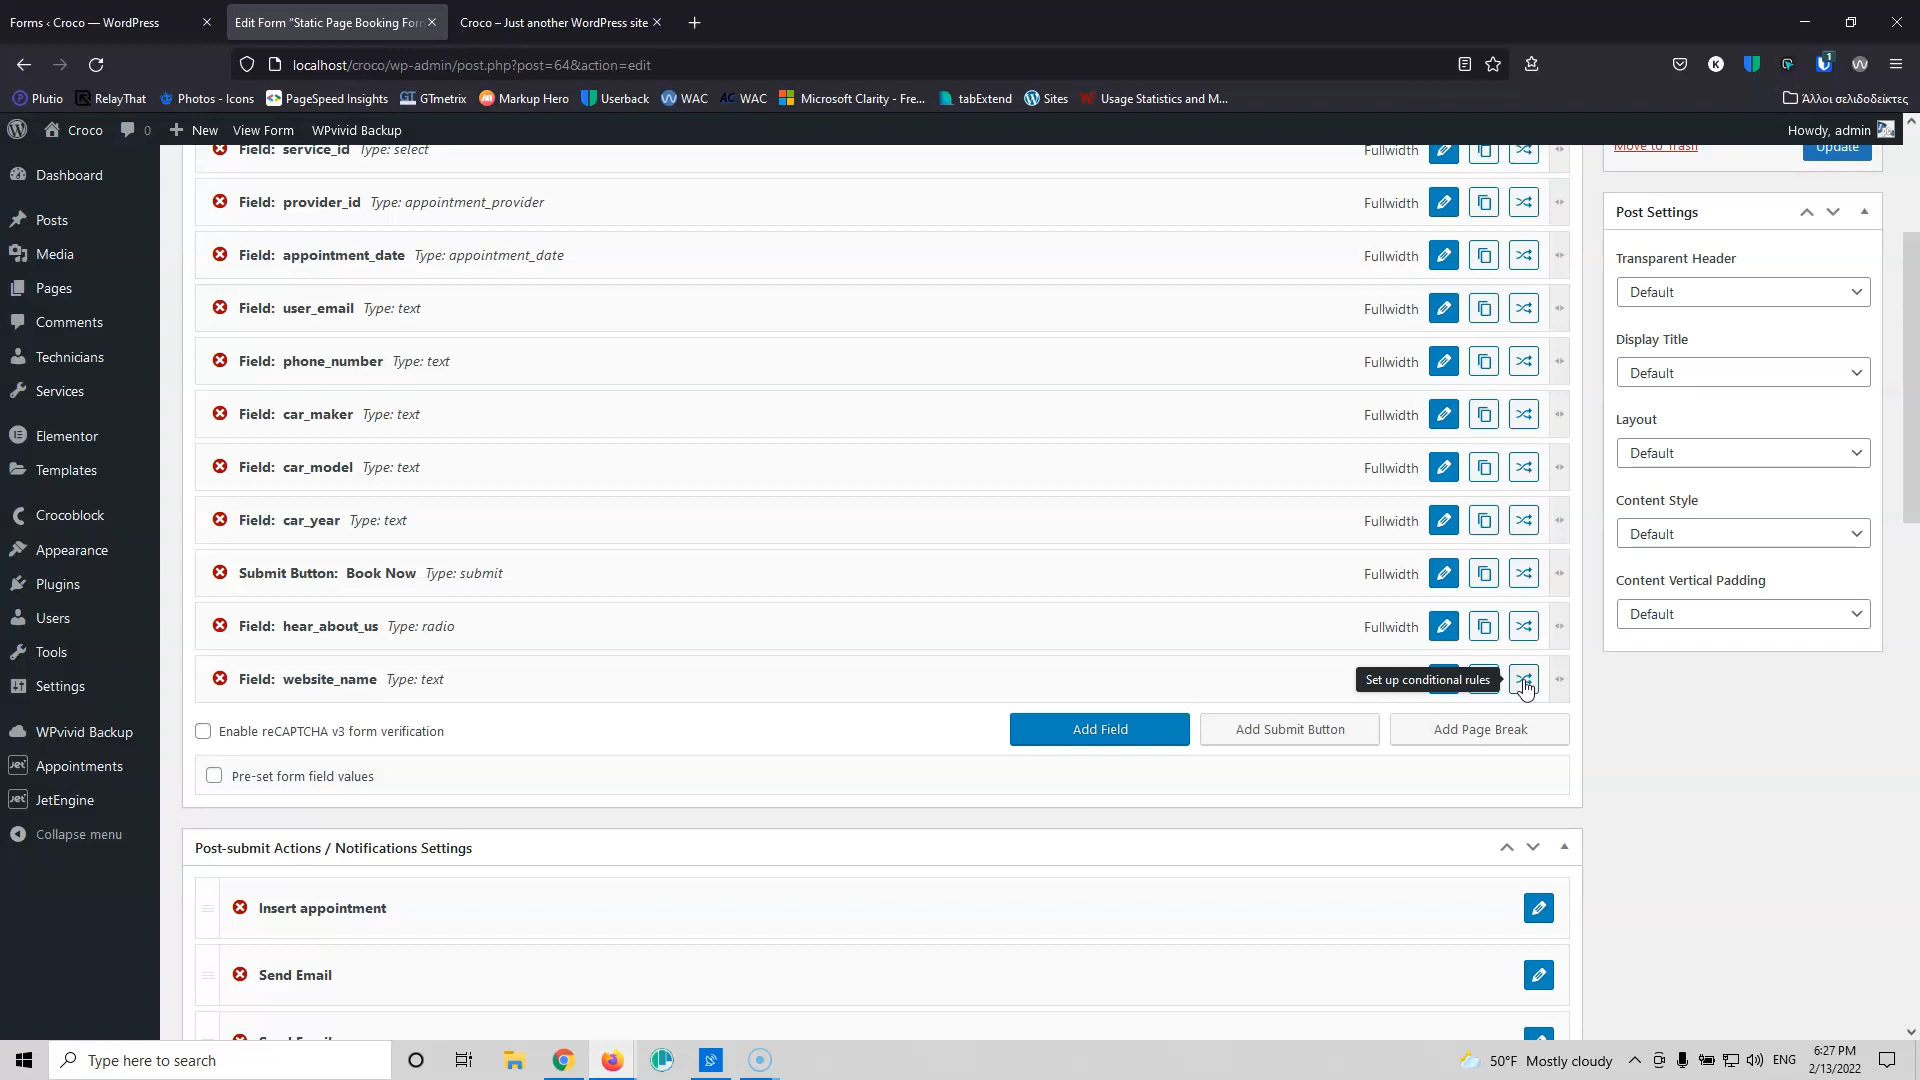 Forms ‹ Croco — WordPress
Edit Form "Static Page Booking For
Croco – Just another WordPress site
localhost/croco/wp-admin/post.php?post=64&action=edit
Plutio
RelayThat
Photos - Icons
PageSpeed Insights
GTmetrix
Markup Hero
Userback
WAC
WAC
Microsoft Clarity - Fre...
tabExtend
Sites
Usage Statistics and M...
Άλλοι σελιδοδείκτες
Croco
0
New
View Form
WPvivid Backup
Howdy, admin
Dashboard
Posts
Media
Pages
Comments
Technicians
Services
Elementor
Templates
Crocoblock
Appearance
Plugins
Users
Tools
Settings
WPvivid Backup
Appointments
JetEngine
Collapse menu
Field: service_id Type: select Fullwidth
Field: provider_id Type: appointment_provider Fullwidth
Field: appointment_date Type: appointment_date Fullwidth
Field: user_email Type: text Fullwidth
Field: phone_number Type: text Fullwidth
Field: car_maker Type: text Fullwidth
Field: car_model Type: text Fullwidth
Field: car_year Type: text Fullwidth
Submit Button: Book Now Type: submit Fullwidth
Field: hear_about_us Type: radio Fullwidth
Field: website_name Type: text
Set up conditional rules
Enable reCAPTCHA v3 form verification
Add Field
Add Submit Button
Add Page Break
Pre-set form field values
Post-submit Actions / Notifications Settings
Insert appointment
Send Email
Send Email
Move to Trash
Update
Post Settings
Transparent Header
Default
Display Title
Default
Layout
Default
Content Style
Default
Content Vertical Padding
Default
Type here to search
50°F Mostly cloudy
ENG
6:27 PM
2/13/2022